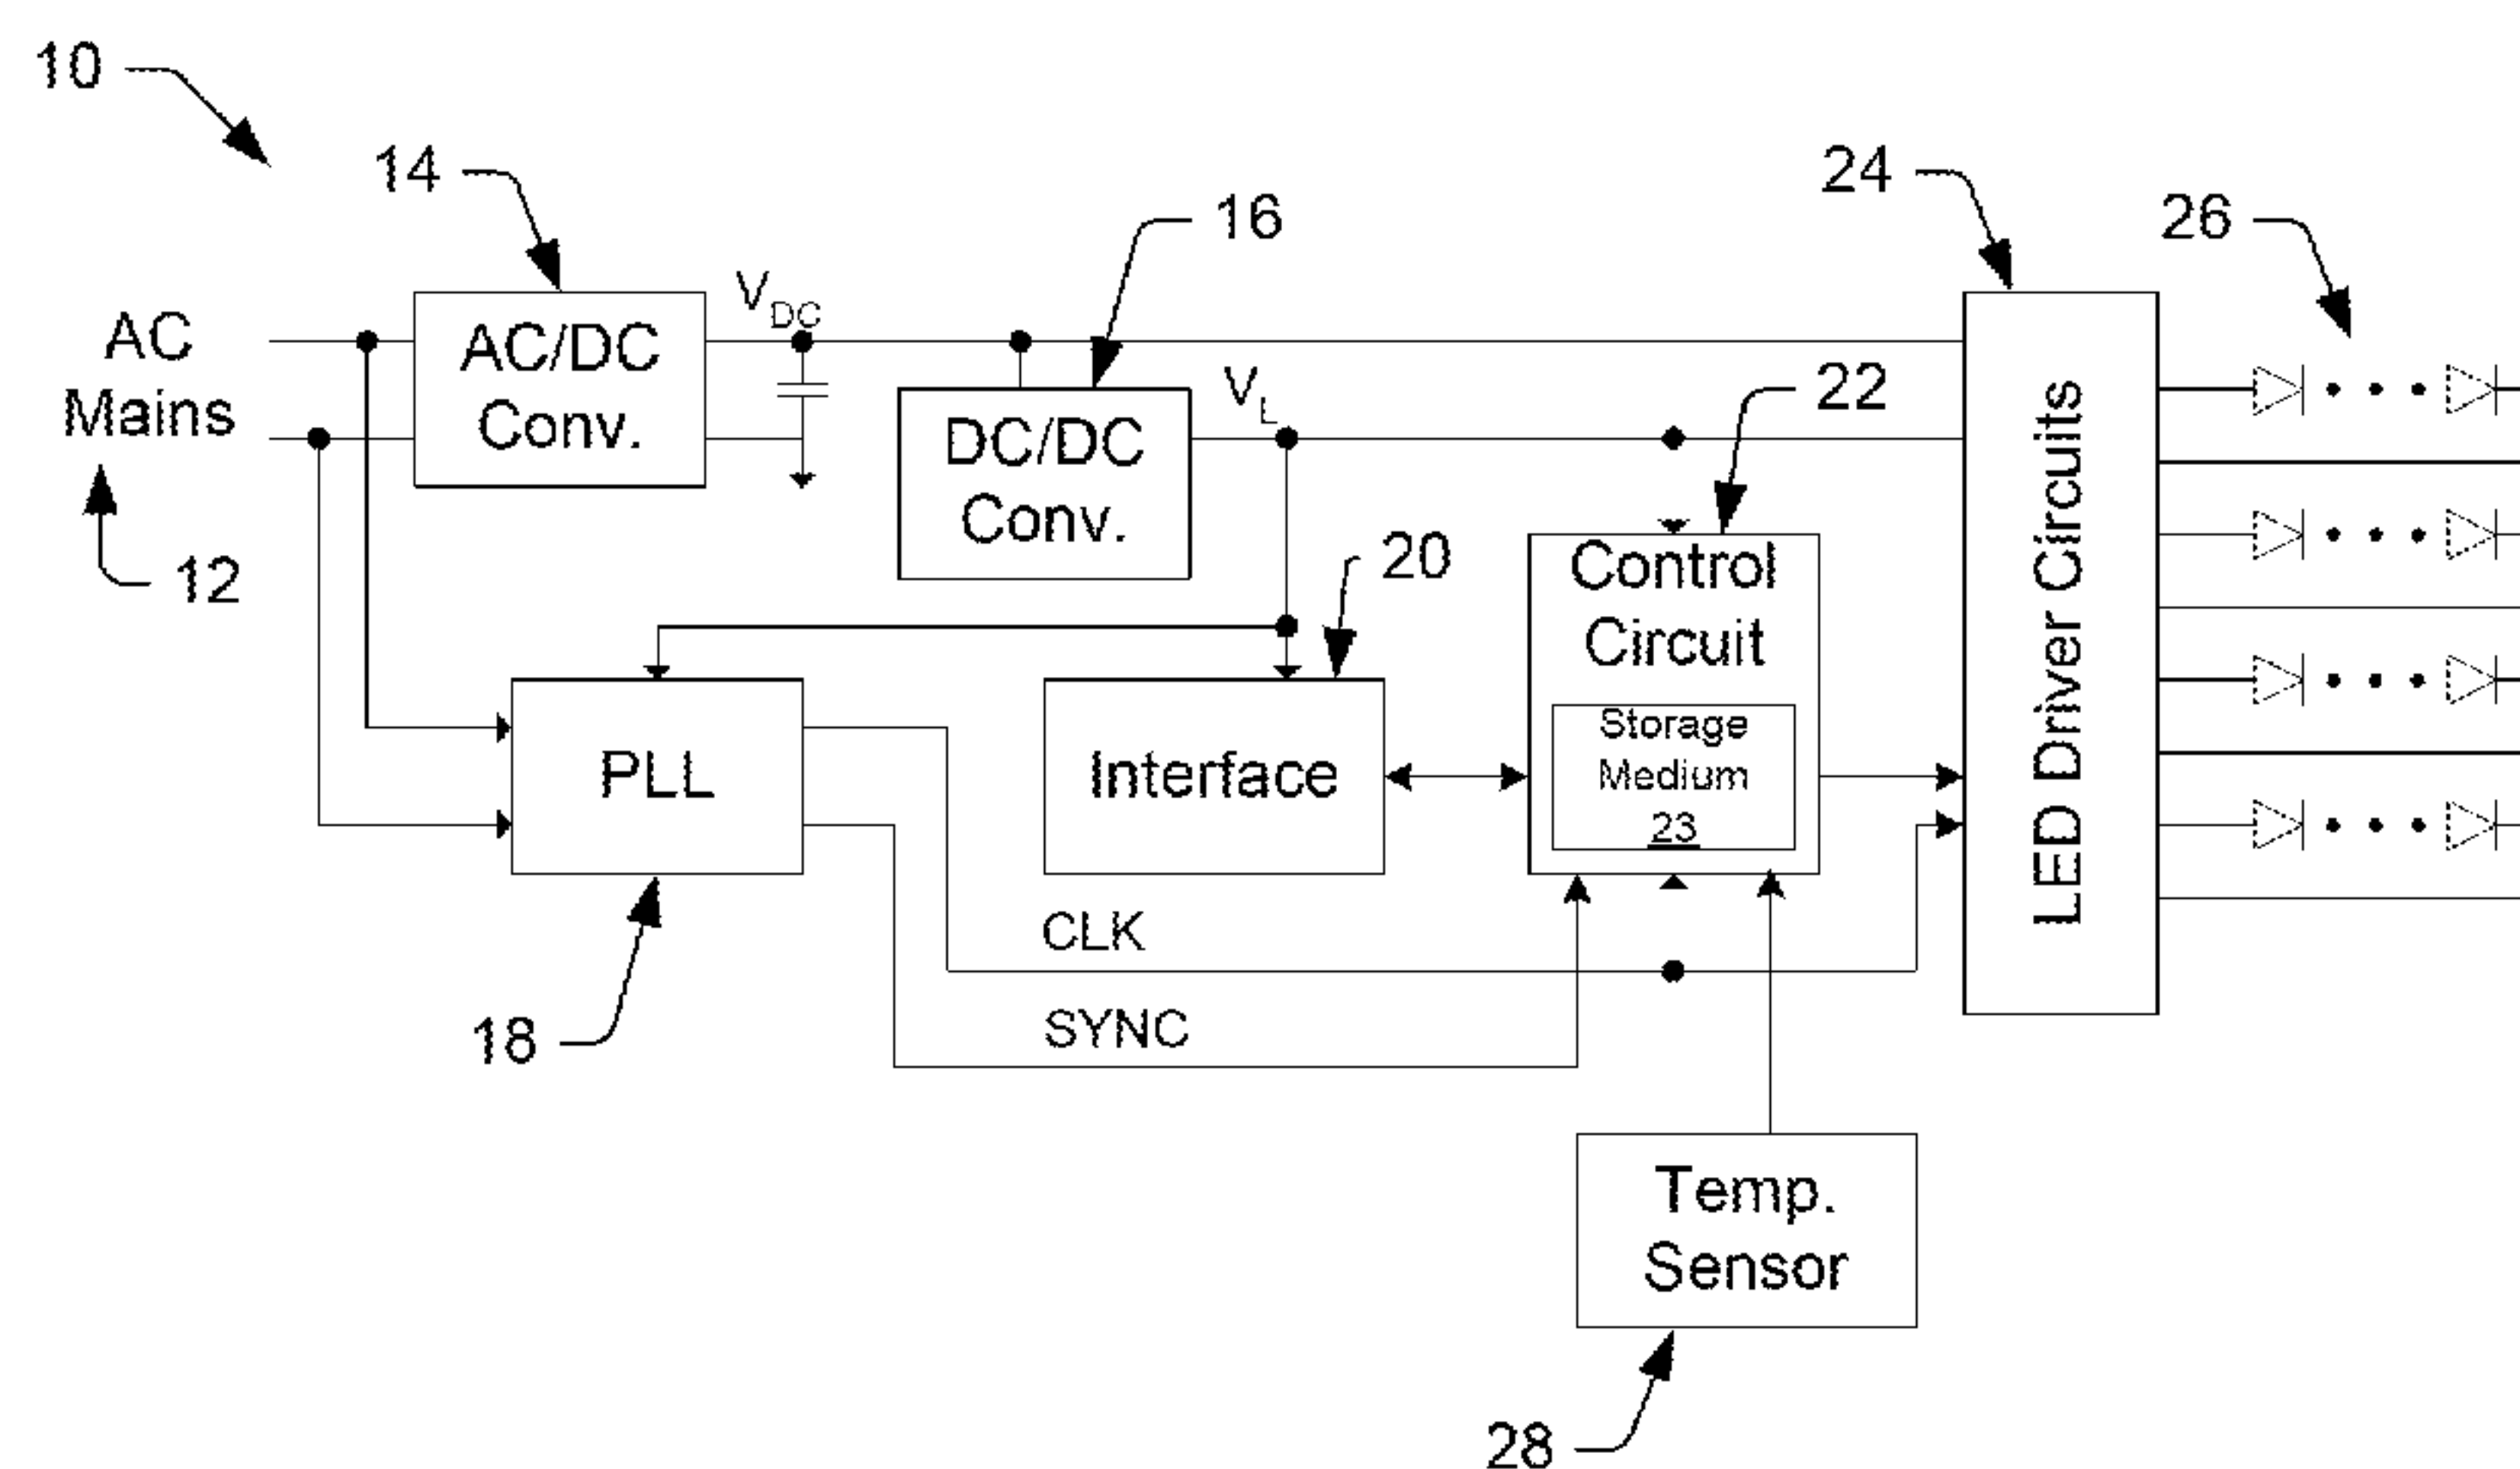 10
14
16
24
26
AC
Mains
12
AC/DC
Conv.
VDC
DC/DC
Conv.
VL
22
20
Control
Circuit
Storage
Medium
23
LED Driver Circuits
PLL
Interface
CLK
SYNC
18
Temp.
Sensor
28